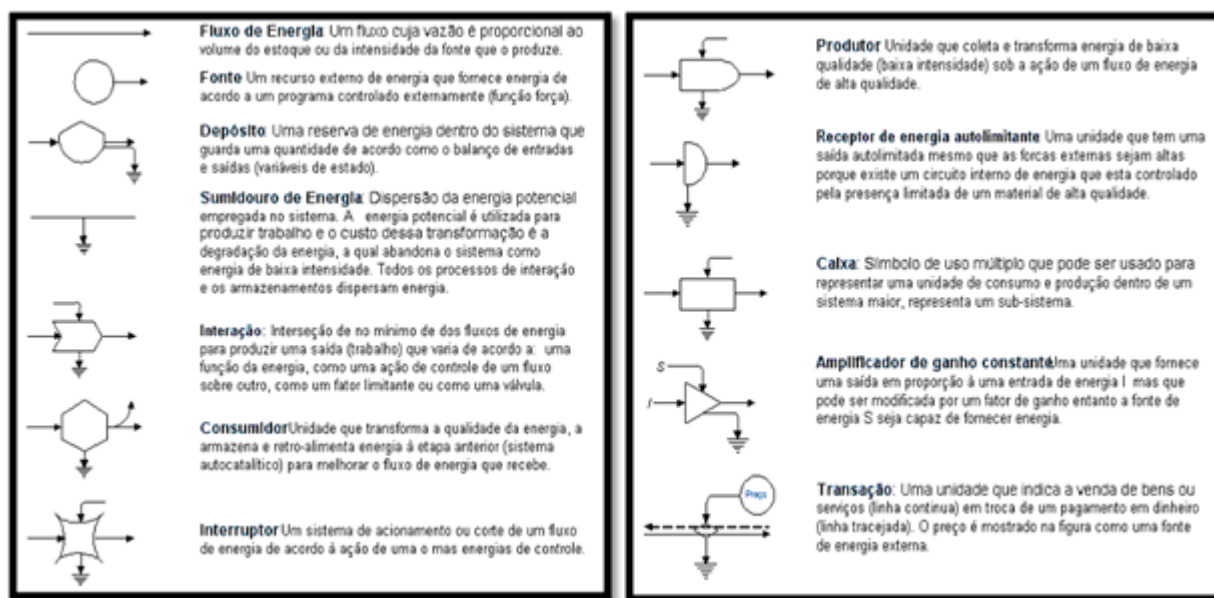 Fluxo de Energia: Um fluxo cuja vazão é proporcional ao
volume do estoque ou da intensidade da fonte que o produze.
Fonte Um recurso externo de energia que fornece energia de
acordo a um programa controlado externamente (função força).
Depósito: Uma reserva de energia dentro do sistema que
guarda uma quantidade de acordo como o balanço de entradas
e saídas (variáveis de estado).
Sumidouro de Energia: Dispersão da energia potencial
empregada no sistema. A energia potencial é utilizada para
produzir trabalho e o custo dessa transformação é a
degradação da energia, a qual abandona o sistema como
energia de baixa intensidade. Todos os processos de interação
e os armazenamentos dispersam energia.
Interação: Interseção de no mínimo de dos fluxos de energia
para produzir uma saída (trabalho) que varia de acordo a: uma
função da energia, como uma ação de controle de um fluxo
sobre outro, como um fator limitante ou como uma válvula.
Consumidor Unidade que transforma a qualidade da energia, a
armazena e retro-alimenta energia á etapa anterior (sistema
autocatalítico) para melhorar o fluxo de energia que recebe.
Interruptor Um sistema de acionamento ou corte de um fluxo
de energia de acordo á ação de uma o mas energias de controle.
Produtor Unidade que coleta e transforma energia de baixa
qualidade (baixa intensidade) sob a ação de um fluxo de energia
de alta qualidade.
Receptor de energia autolimitante Uma unidade que tem uma
saída autolimitada mesmo que as forcas externas sejam altas
porque existe um circuito interno de energia que esta controlado
pela presença limitada de um material de alta qualidade.
Caixa: Símbolo de uso múltiplo que pode ser usado para
representar uma unidade de consumo e produção dentro de um
sistema maior, representa um sub-sistema.
S
I
Amplificador de ganho constante Uma unidade que fornece
uma saída em proporção á uma entrada de energia I mas que
pode ser modificada por um fator de ganho entanto a fonte de
energia S seja capaz de fornecer energia.
Preço
Transação: Uma unidade que indica a venda de bens ou
serviços (linha continua) em troca de um pagamento em dinheiro
(linha tracejada). O preço é mostrado na figura como uma fonte
de energia externa.